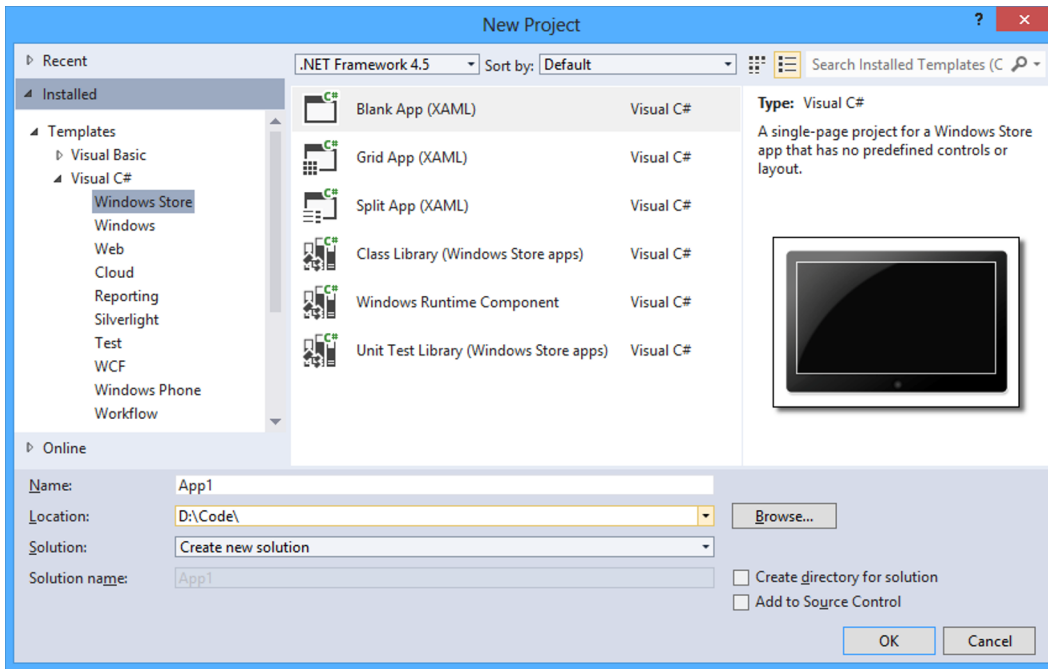 New Project
Recent
.NET Framework 4.5
Sort by:
Default
Search Installed Templates (C
Installed
Templates
Visual Basic
Visual C#
Windows Store
Windows
Web
Cloud
Reporting
Silverlight
Test
WCF
Windows Phone
Workflow
Online
C# Blank App (XAML) Visual C#
C# Grid App (XAML) Visual C#
C# Split App (XAML) Visual C#
C# Class Library (Windows Store apps) Visual C#
C# Windows Runtime Component Visual C#
C# Unit Test Library (Windows Store apps) Visual C#
Type: Visual C#
A single-page project for a Windows Store
app that has no predefined controls or
layout.
Name: App1
Location: D:\Code\ Browse...
Solution: Create new solution
Solution name: App1
Create directory for solution
Add to Source Control
OK Cancel